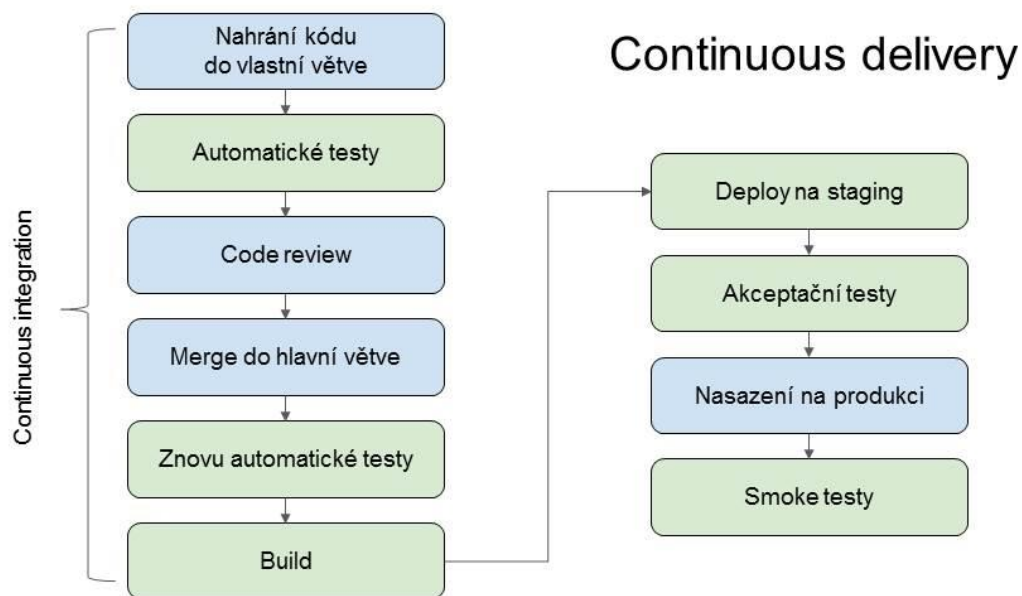 Continuous delivery
Continuous integration
Nahrání kódu
do vlastní větve
Automatické testy
Code review
Merge do hlavní větve
Znovu automatické testy
Build
Deploy na staging
Akceptační testy
Nasazení na produkci
Smoke testy